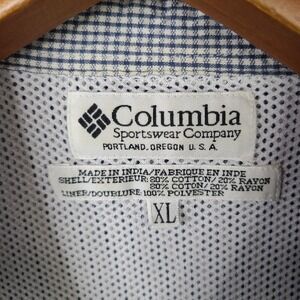 Columbia
Sportswear Company
PORTLAND, OREGON U.S.A.
MADE IN INDIA/FABRIQUE EN INDE
SHELL/EXTERIEUR: 80% COTTON/20% RAYON
80% COTON/20% RAYON
LINER/DOUBLURE: 100% POLYESTER
XL